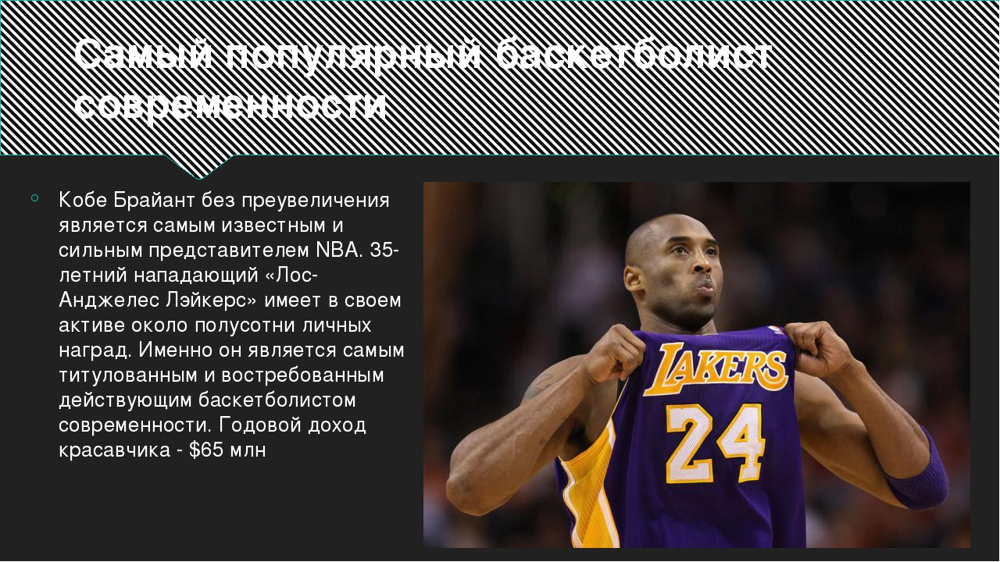 Самый популярный баскетболист
современности
Кобе Брайант без преувеличения
является самым известным и
сильным представителем NBA. 35-
летний нападающий «Лос-
Анджелес Лэйкерс» имеет в своем
активе около полусотни личных
наград. Именно он является самым
титулованным и востребованным
действующим баскетболистом
современности. Годовой доход
красавчика - $65 млн
LAKERS
24